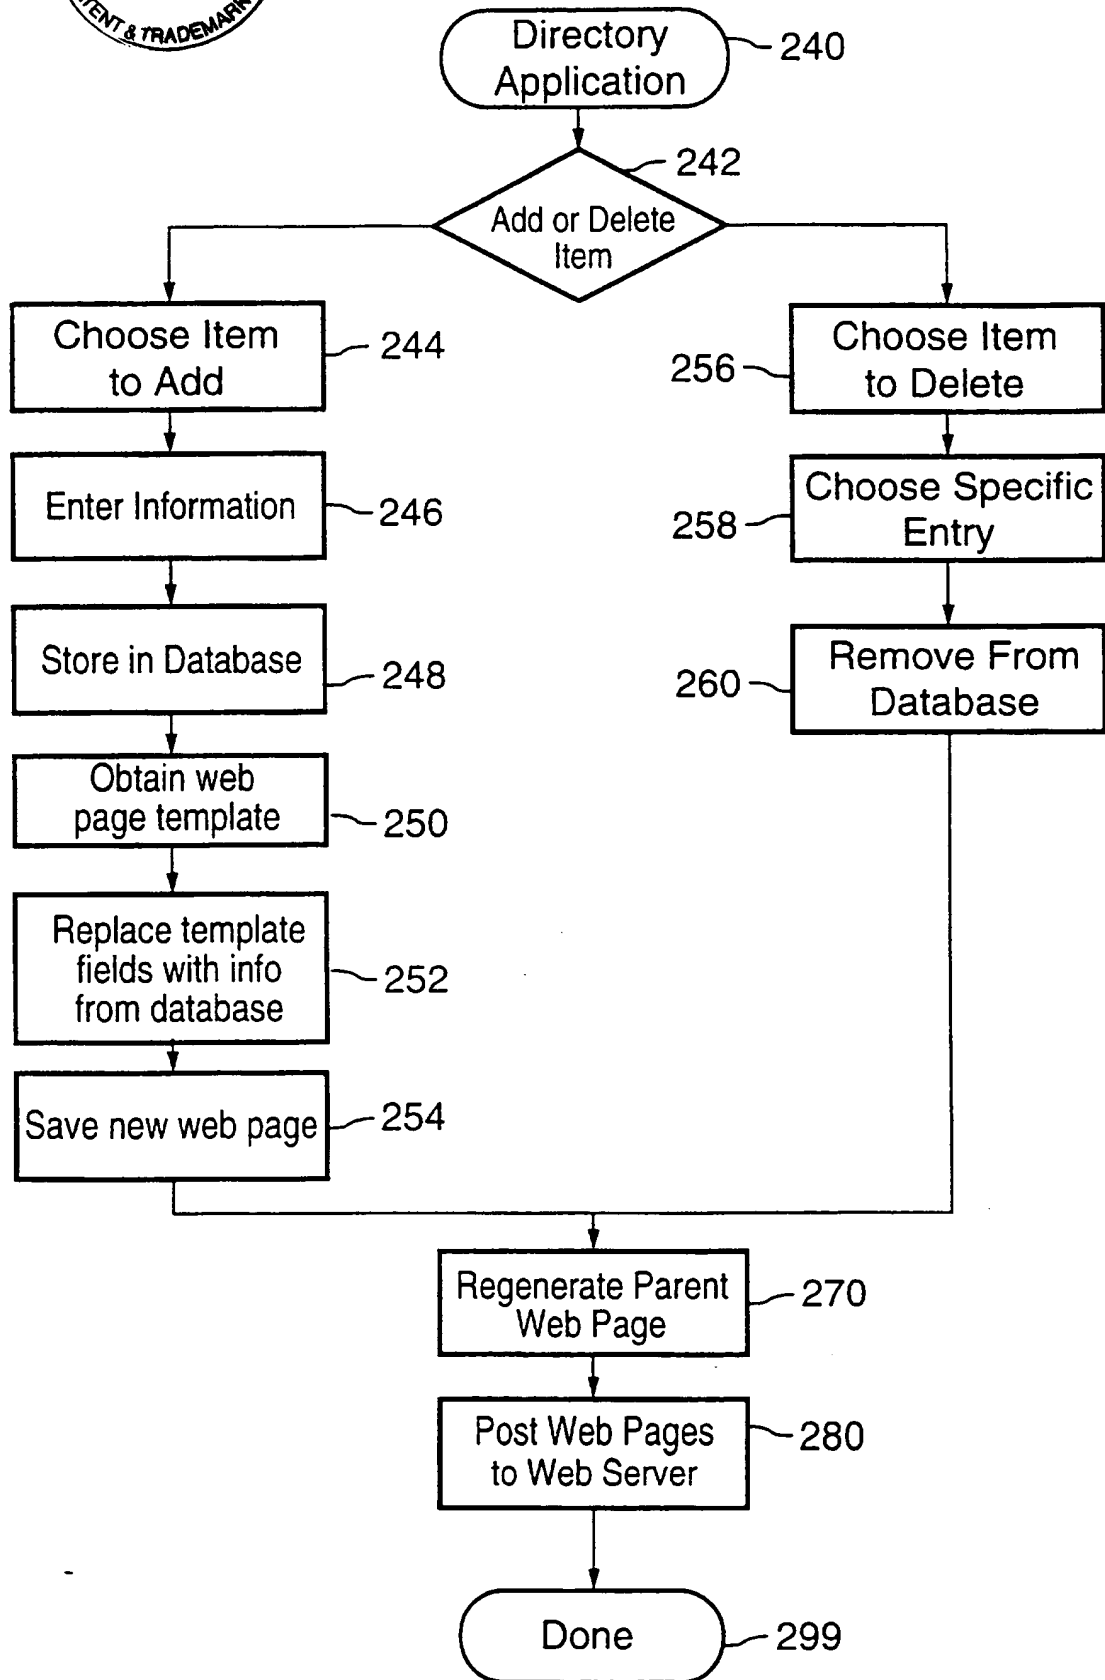 & TRADEMARK
Directory
Application
240
242
Add or Delete
Item
Choose Item
to Add
244
256
Choose Item
to Delete
Enter Information
246
258
Choose Specific
Entry
Store in Database
248
260
Remove From
Database
Obtain web
page template
250
Replace template
fields with info
from database
252
Save new web page
254
Regenerate Parent
Web Page
270
Post Web Pages
to Web Server
280
Done
299